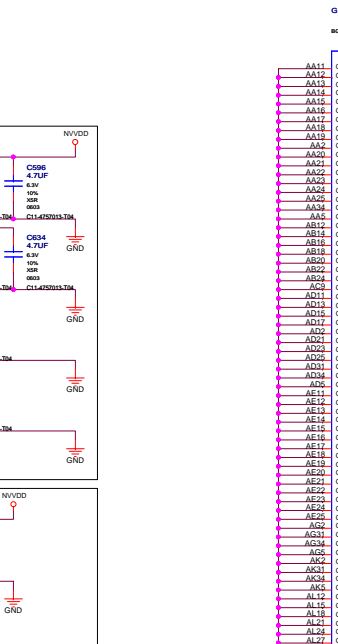 G
BG
NVVDD
C596
4.7UF
6.3V
10%
X5R
0603
-T04
C11-4757013-T04
GND
C634
4.7UF
6.3V
10%
X5R
0603
-T04
C11-4757013-T04
GND
-T04
GND
-T04
GND
NVVDD
GND
AA11
AA12
AA13
AA14
AA15
AA16
AA17
AA18
AA19
AA2
AA20
AA21
AA22
AA23
AA24
AA25
AA34
AA5
AB12
AB14
AB16
AB18
AB20
AB22
AB24
AC9
AD11
AD13
AD15
AD17
AD2
AD21
AD23
AD25
AD31
AD34
AD5
AE11
AE12
AE13
AE14
AE15
AE16
AE17
AE18
AE19
AE20
AE21
AE22
AE23
AE24
AE25
AG2
AG31
AG34
AG5
AK2
AK31
AK34
AK5
AL12
AL15
AL18
AL21
AL24
AL27